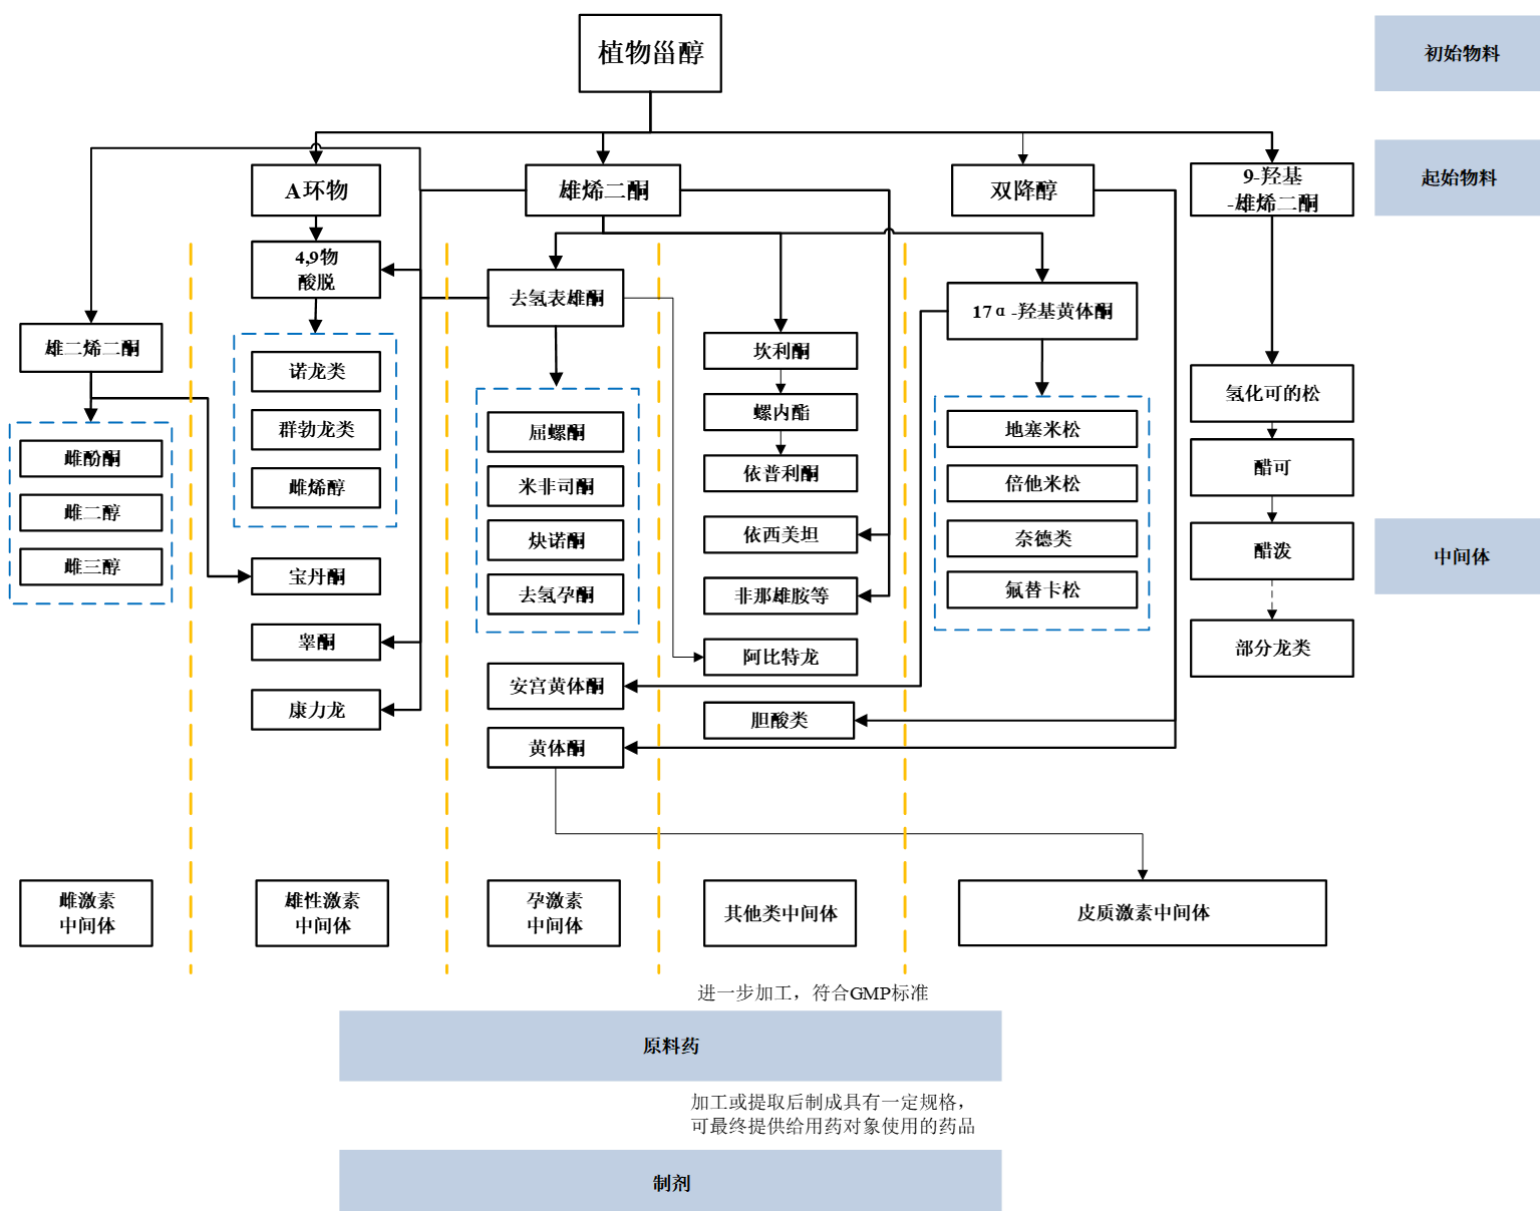 植物甾醇
初始物料
A环物
雄烯二酮
双降醇
9-羟基
-雄烯二酮
起始物料
4,9物
酸脱
去氢表雄酮
17α-羟基黄体酮
雄二烯二酮
诺龙类
群勃龙类
雌烯醇
坎利酮
螺内酯
依普利酮
氢化可的松
醋可
醋泼
部分龙类
雌酚酮
雌二醇
雌三醇
屈螺酮
米非司酮
炔诺酮
去氢孕酮
地塞米松
倍他米松
奈德类
氟替卡松
依西美坦
非那雄胺等
阿比特龙
胆酸类
中间体
宝丹酮
睾酮
康力龙
安宫黄体酮
黄体酮
雌激素
中间体
雄性激素
中间体
孕激素
中间体
其他类中间体
皮质激素中间体
进一步加工，符合GMP标准
原料药
加工或提取后制成具有一定规格，
可最终提供给用药对象使用的药品
制剂